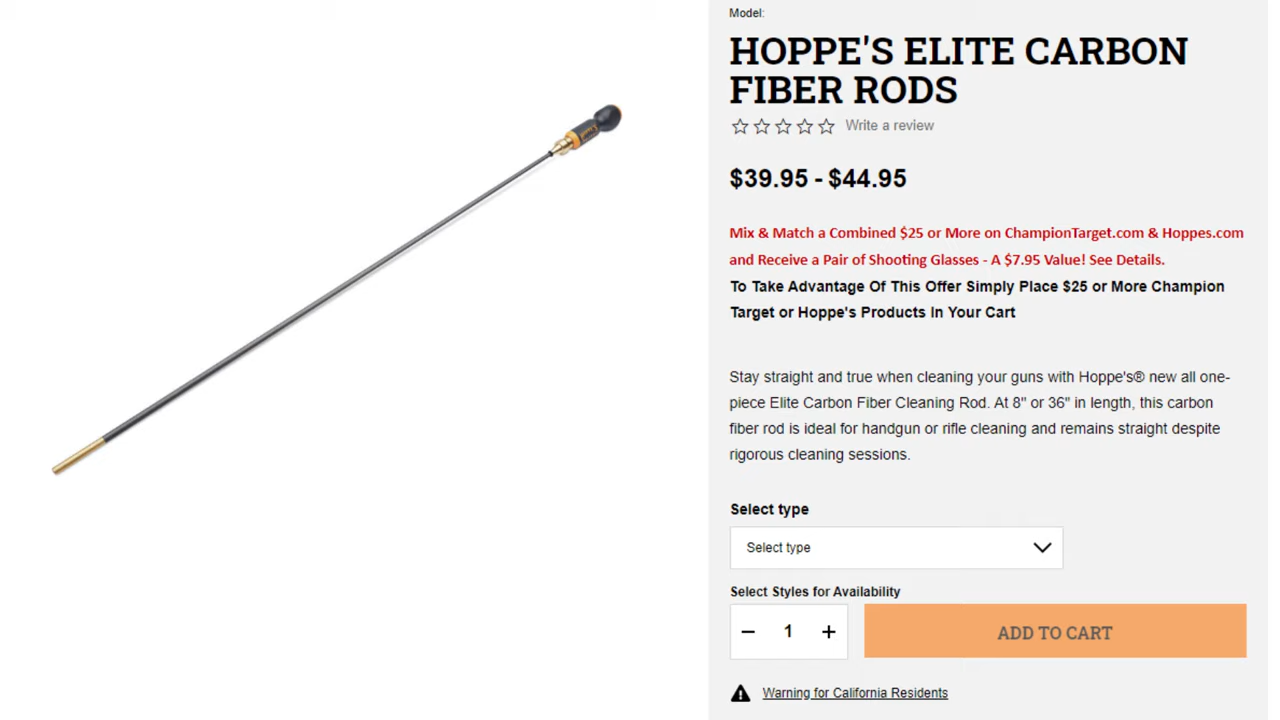 Model:
HOPPE'S ELITE CARBON
FIBER RODS
Write a review
$39.95 - $44.95
Mix & Match a Combined $25 or More on ChampionTarget.com & Hoppes.com
and Receive a Pair of Shooting Glasses - A $7.95 Value! See Details.
To Take Advantage Of This Offer Simply Place $25 or More Champion
Target or Hoppe's Products In Your Cart
Stay straight and true when cleaning your guns with Hoppe's® new all one-
piece Elite Carbon Fiber Cleaning Rod. At 8" or 36" in length, this carbon
fiber rod is ideal for handgun or rifle cleaning and remains straight despite
rigorous cleaning sessions.
Select type
Select type
Select Styles for Availability
− 1 +
ADD TO CART
Warning for California Residents